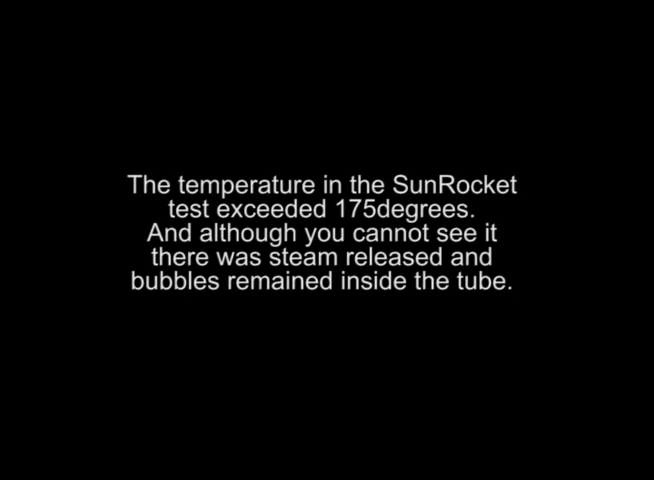 The temperature in the SunRocket
test exceeded 175degrees.
And although you cannot see it
there was steam released and
bubbles remained inside the tube.